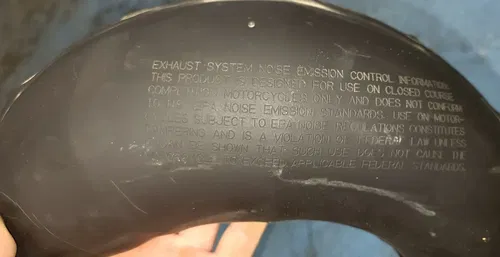 EXHAUST SYSTEM NOISE EMISSION CONTROL INFORMATION:
THIS PRODUCT IS DESIGNED FOR USE ON CLOSED COURSE
COMPETITION MOTORCYCLES ONLY AND DOES NOT CONFORM
TO THE EPA NOISE EMISSION STANDARDS. USE ON MOTOR-
CYCLES SUBJECT TO EPA NOISE REGULATIONS CONSTITUTES
TAMPERING AND IS A VIOLATION OF FEDERAL LAW UNLESS
IT CAN BE SHOWN THAT SUCH USE DOES NOT CAUSE THE
TO EXCEED APPLICABLE FEDERAL STANDARDS.